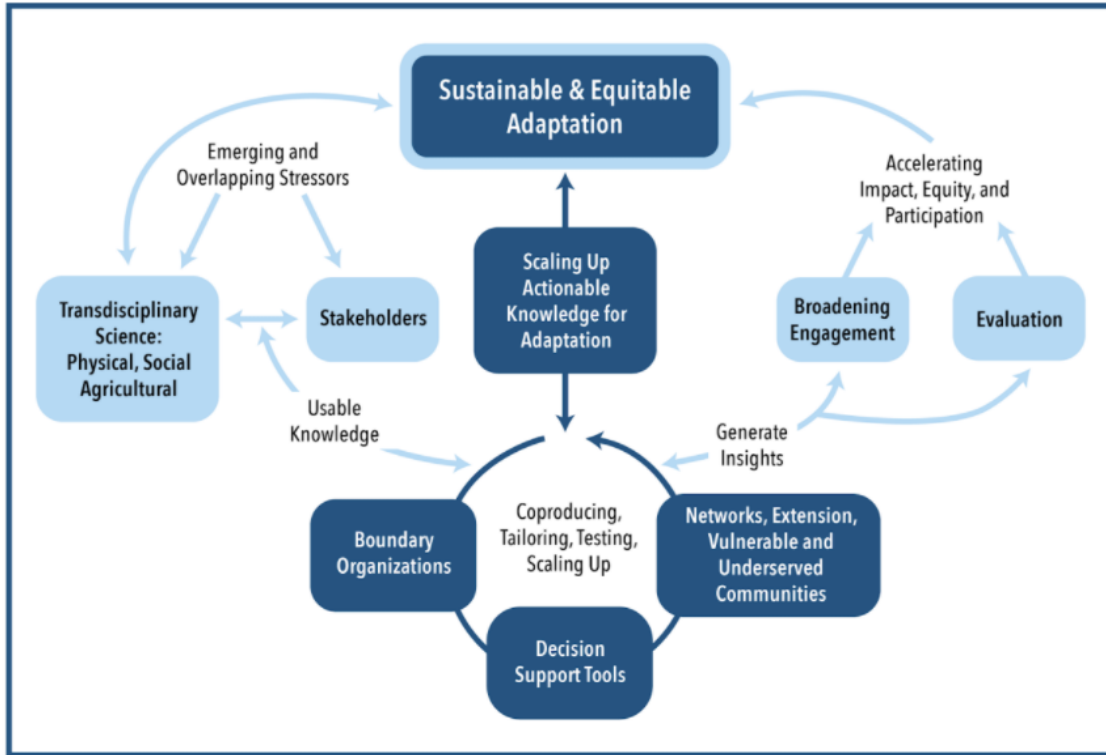 Sustainable & Equitable
Adaptation
Emerging and
Overlapping Stressors
Accelerating
Impact, Equity, and
Participation
Transdisciplinary
Science:
Physical, Social
Agricultural
Stakeholders
Scaling Up
Actionable
Knowledge for
Adaptation
Broadening
Engagement
Evaluation
Usable
Knowledge
Generate
Insights
Boundary
Organizations
Coproducing,
Tailoring, Testing,
Scaling Up
Networks, Extension,
Vulnerable and
Underserved
Communities
Decision
Support Tools